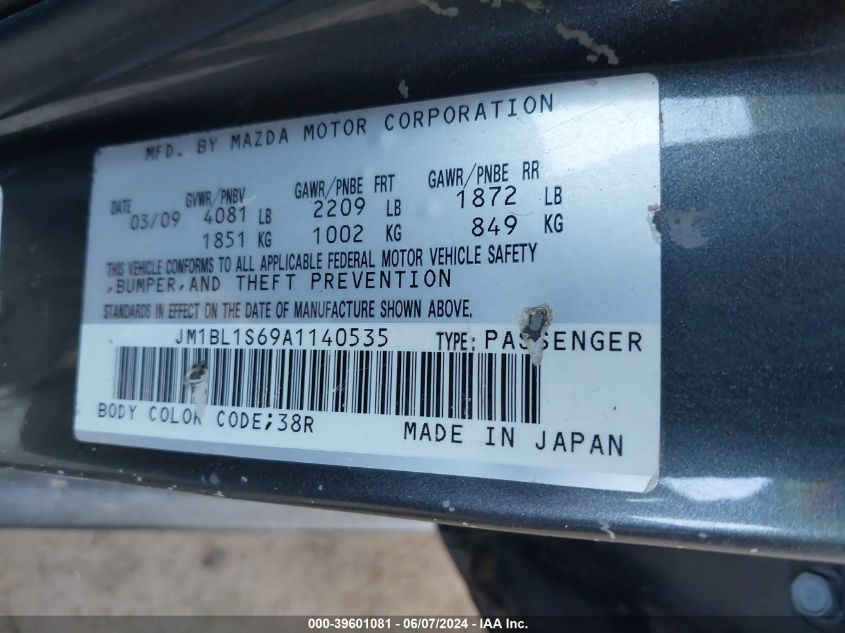 MFD. BY MAZDA MOTOR CORPORATION
DATE GVWR/PNBV GAWR/PNBE FRT GAWR/PNBE RR
03/09 4081 LB 2209 LB 1872 LB
1851 KG 1002 KG 849 KG
THIS VEHICLE CONFORMS TO ALL APPLICABLE FEDERAL MOTOR VEHICLE SAFETY
,BUMPER,AND THEFT PREVENTION
STANDARDS IN EFFECT ON THE DATE OF MANUFACTURE SHOWN ABOVE.
JM1BL1S69A1140535 TYPE: PASSENGER
BODY COLOR CODE;38R MADE IN JAPAN
000-39601081 - 06/07/2024 - IAA Inc.